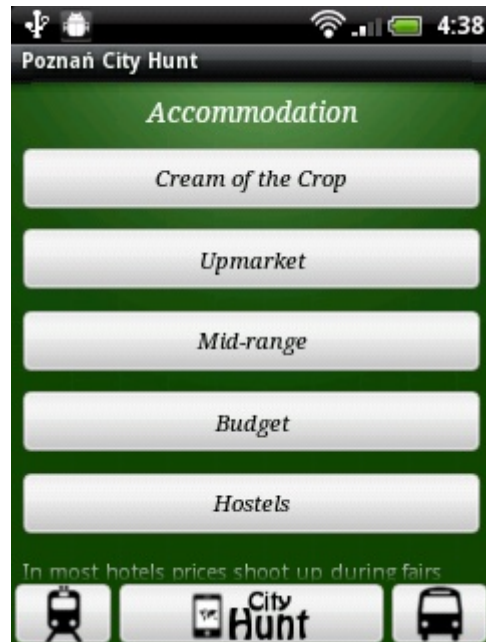 4:38
Poznań City Hunt
Accommodation
Cream of the Crop
Upmarket
Mid-range
Budget
Hostels
In most hotels prices shoot up during fairs
City
Hunt